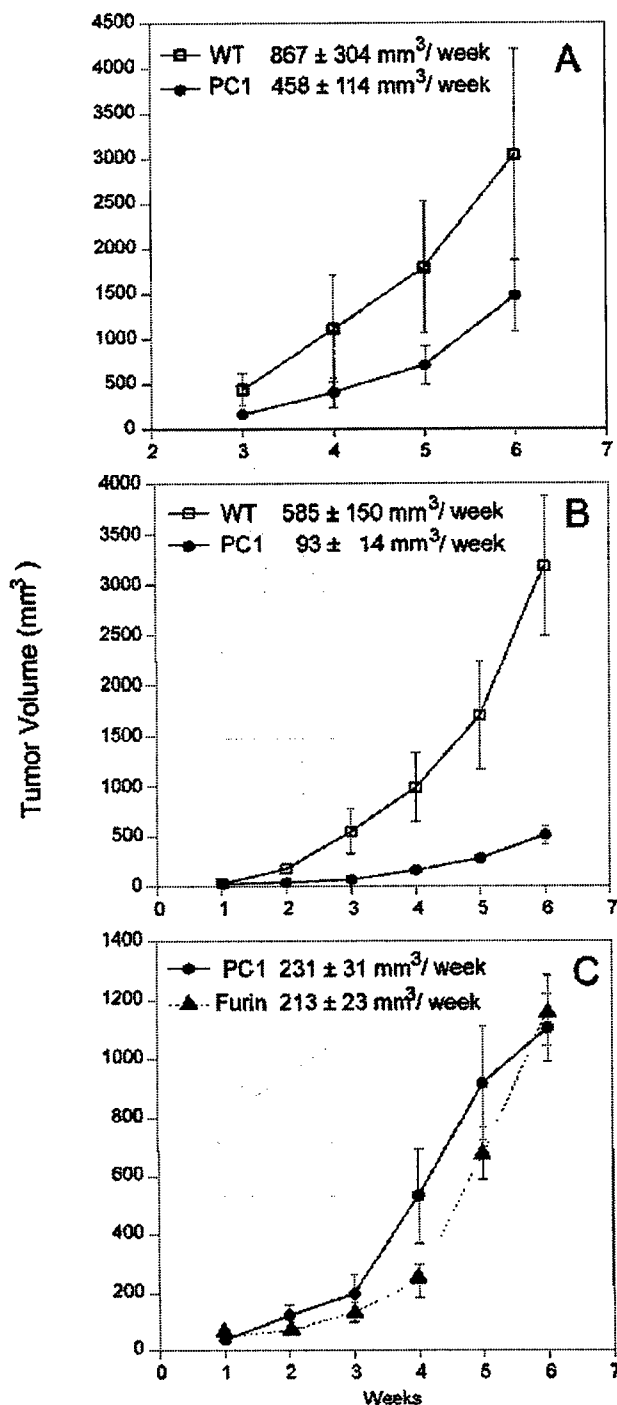 Tumor Volume (mm³)
A
WT 867 ± 304 mm³/ week
PC1 458 ± 114 mm³/ week
4500
4000
3500
3000
2500
2000
1500
1000
500
0
2 3 4 5 6 7
B
WT 585 ± 150 mm³/ week
PC1 93 ± 14 mm³/ week
4000
3500
3000
2500
2000
1500
1000
500
0
0 1 2 3 4 5 6 7
C
PC1 231 ± 31 mm³/ week
Furin 213 ± 23 mm³/ week
1400
1200
1000
800
600
400
200
0
0 1 2 3 4 5 6 7
Weeks